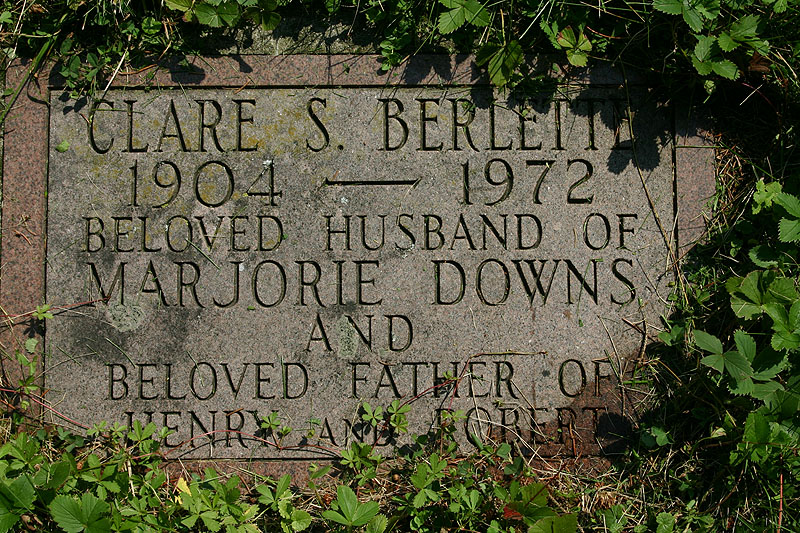 CLARE S. BERLETTE
1904 — 1972
BELOVED HUSBAND OF
MARJORIE DOWNS
AND
BELOVED FATHER OF
HENRY AND ROBERT